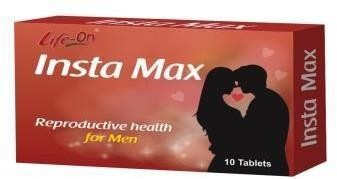 Life-On
Insta Max
Reproductive health
for Men
10 Tablets
Insta Max